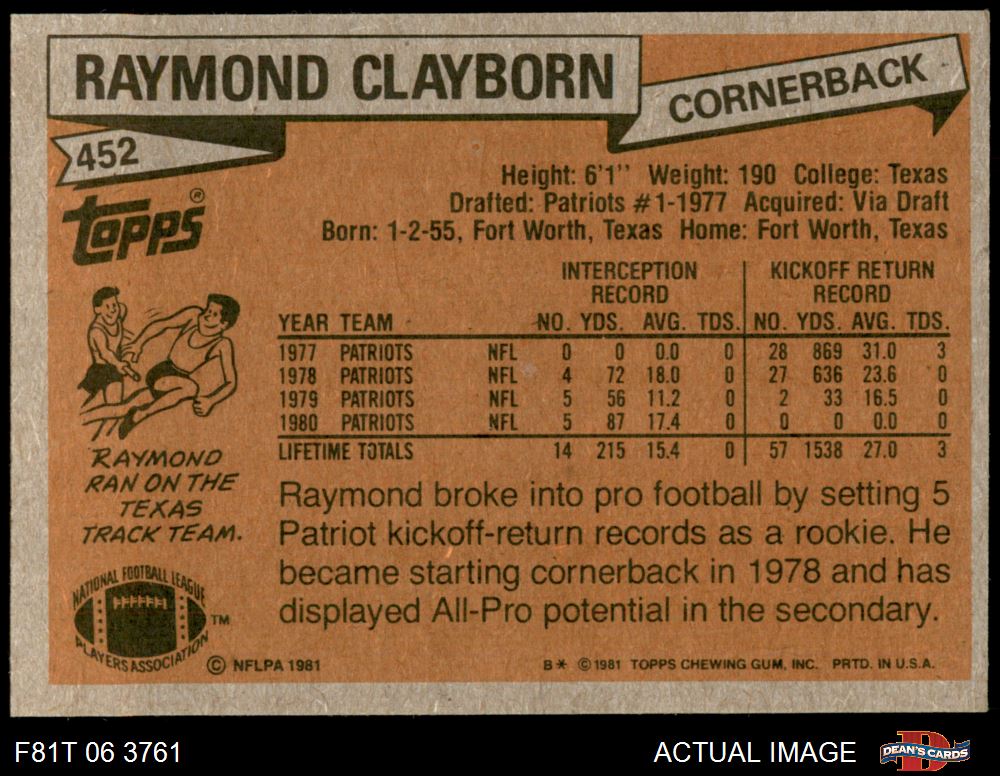 RAYMOND CLAYBORN
CORNERBACK
452
TOPPS®
Height: 6'1'' Weight: 190 College: Texas
Drafted: Patriots #1-1977 Acquired: Via Draft
Born: 1-2-55, Fort Worth, Texas Home: Fort Worth, Texas
INTERCEPTION RECORD KICKOFF RETURN RECORD
YEAR TEAM NO. YDS. AVG. TDS. NO. YDS. AVG. TDS.
1977 PATRIOTS NFL 0 0 0.0 0 28 869 31.0 3
1978 PATRIOTS NFL 4 72 18.0 0 27 636 23.6 0
1979 PATRIOTS NFL 5 56 11.2 0 2 33 16.5 0
1980 PATRIOTS NFL 5 87 17.4 0 0 0 0.0 0
LIFETIME TOTALS 14 215 15.4 0 57 1538 27.0 3
RAYMOND
RAN ON THE
TEXAS
TRACK TEAM.
Raymond broke into pro football by setting 5
Patriot kickoff-return records as a rookie. He
became starting cornerback in 1978 and has
displayed All-Pro potential in the secondary.
NATIONAL FOOTBALL LEAGUE
PLAYERS ASSOCIATION
TM
© NFLPA 1981
B* © 1981 TOPPS CHEWING GUM, INC. PRTD. IN U.S.A.
F81T 06 3761
ACTUAL IMAGE
D
DEAN'S CARDS